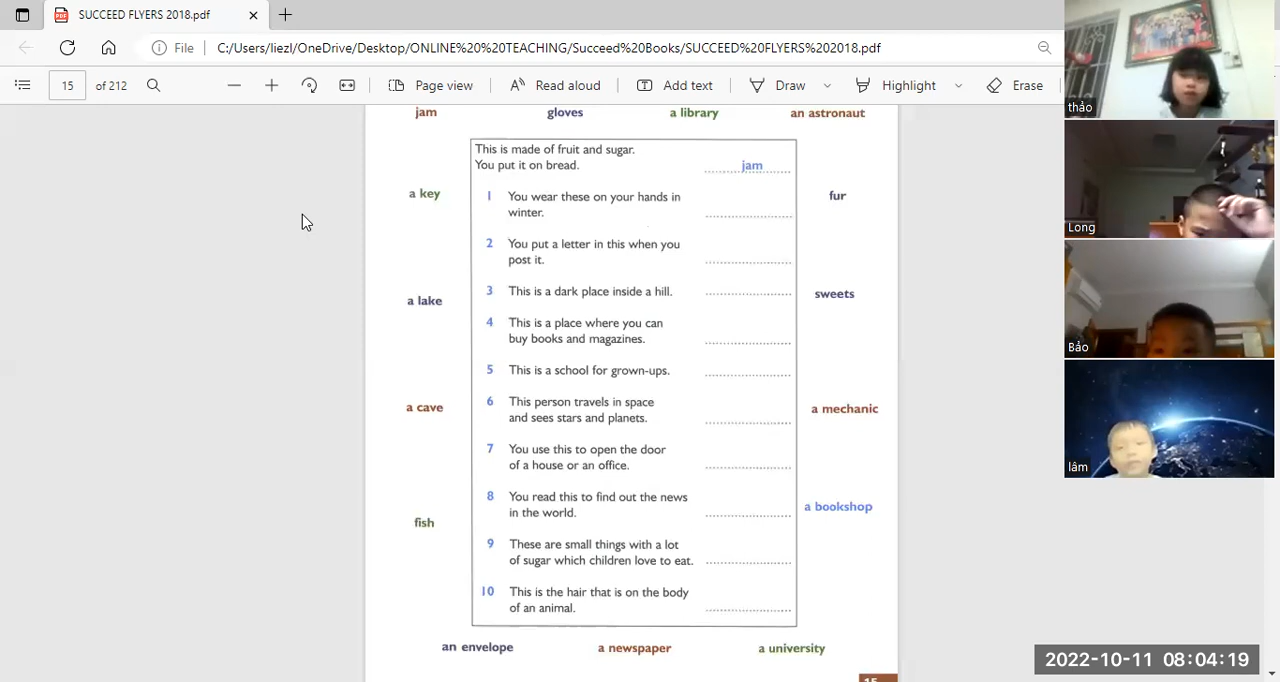 SUCCEED FLYERS 2018.pdf
File
C:/Users/liezl/OneDrive/Desktop/ONLINE%20%20TEACHING/Succeed%20Books/SUCCEED%20FLYERS%202018.pdf
15 of 212
Page view
Read aloud
Add text
Draw
Highlight
Erase
jam gloves a library an astronaut
This is made of fruit and sugar.
You put it on bread. jam
a key
fur
1 You wear these on your hands in
winter.
2 You put a letter in this when you
post it.
a lake
sweets
3 This is a dark place inside a hill.
4 This is a place where you can
buy books and magazines.
5 This is a school for grown-ups.
a cave
a mechanic
6 This person travels in space
and sees stars and planets.
7 You use this to open the door
of a house or an office.
8 You read this to find out the news
in the world.
a bookshop
fish
9 These are small things with a lot
of sugar which children love to eat.
10 This is the hair that is on the body
of an animal.
an envelope a newspaper a university
15
thảo
Long
Bảo
lâm
2022-10-11 08:04:19